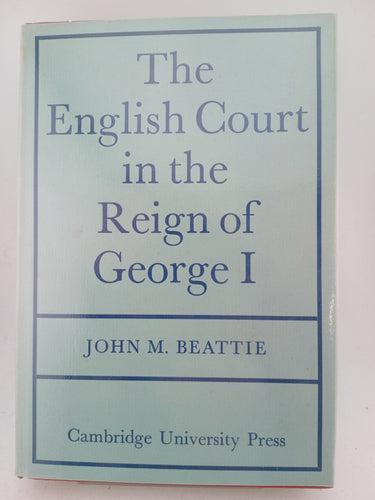 The
English Court
in the
Reign of
George I
JOHN M. BEATTIE
Cambridge University Press